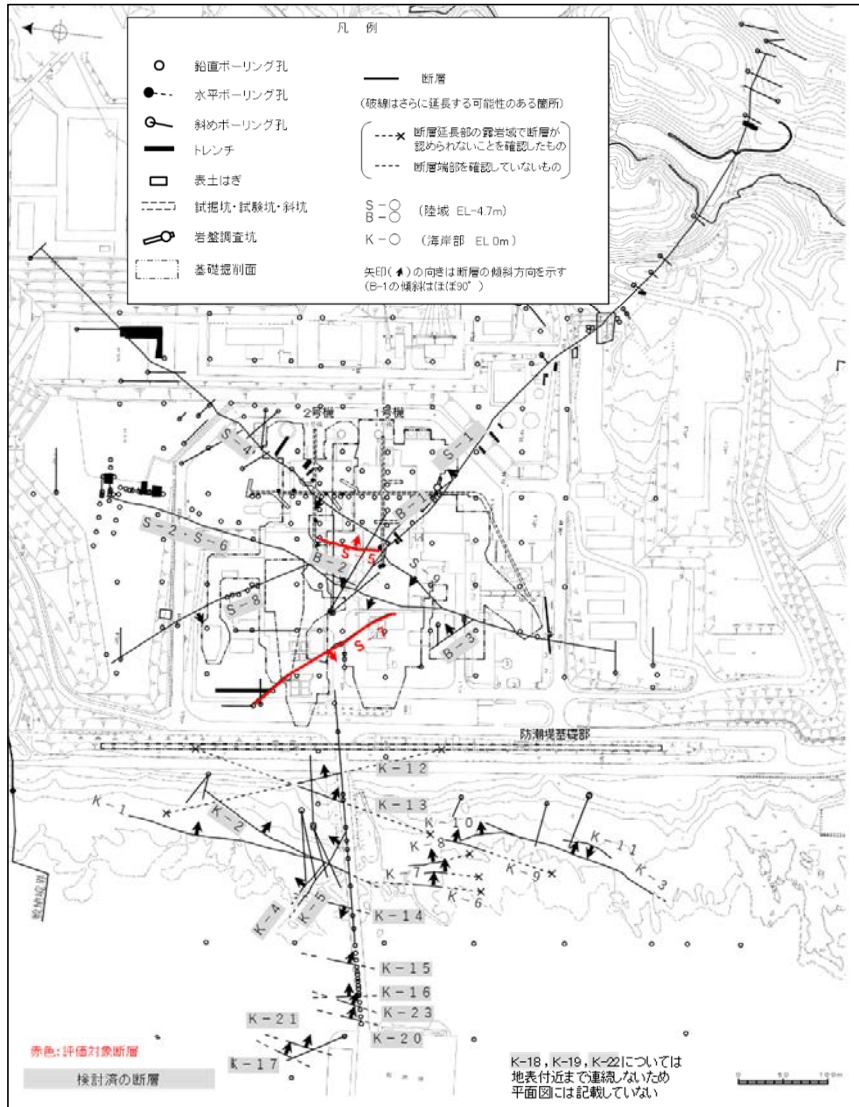 凡 例
鉛直ボーリング孔
水平ボーリング孔
斜めボーリング孔
トレンチ
表土はぎ
試掘坑・試験坑・斜坑
岩盤調査坑
基礎掘削面
断層
(破線はさらに延長する可能性のある箇所)
断層延長部の露岩域で断層が
認められないことを確認したもの
断層端部を確認していないもの
S-○
B-○
(陸域 EL-4.7m)
K-○ (海岸部 EL 0m)
矢印( )の向きは断層の傾斜方向を示す
(B-1の傾斜はほぼ90°)
2号機
1号機
S-4
S-1
B-1
S-2・S-6
S-5
B-2
S-9
S-8
B-3
S-7
防潮堤基礎部
K-12
K-1
K-13
K-2
K-10
K-8
K-11
K-7
K-9
K-3
K-6
K-5
K-4
K-14
K-15
K-16
K-21
K-23
K-20
K-17
赤色:評価対象断層
検討済の断層
K-18,K-19,K-22については
地表付近まで連続しないため
平面図には記載していない
0 50 100m